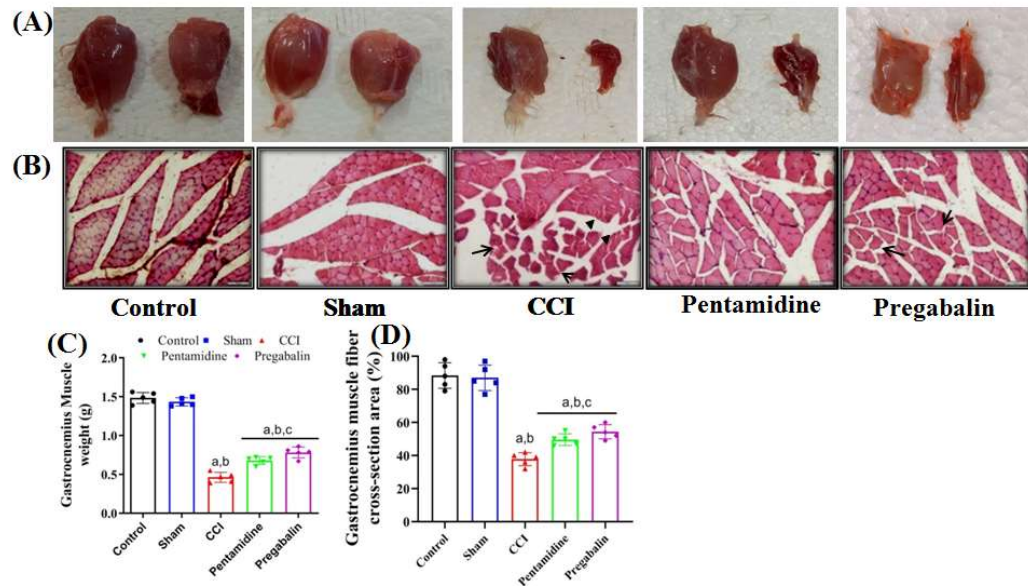 (A)
(B)
Control Sham CCI Pentamidine Pregabalin
(C)
Control Sham CCI
Pentamidine Pregabalin
Gastrocnemius Muscle
weight (g)
2.0
1.5
1.0
0.5
0.0
a,b
a,b,c
Control Sham CCI Pentamidine Pregabalin
(D)
Gastrocnemius muscle fiber
cross-section area (%)
100
80
60
40
20
0
a,b
a,b,c
Control Sham CCI Pentamidine Pregabalin